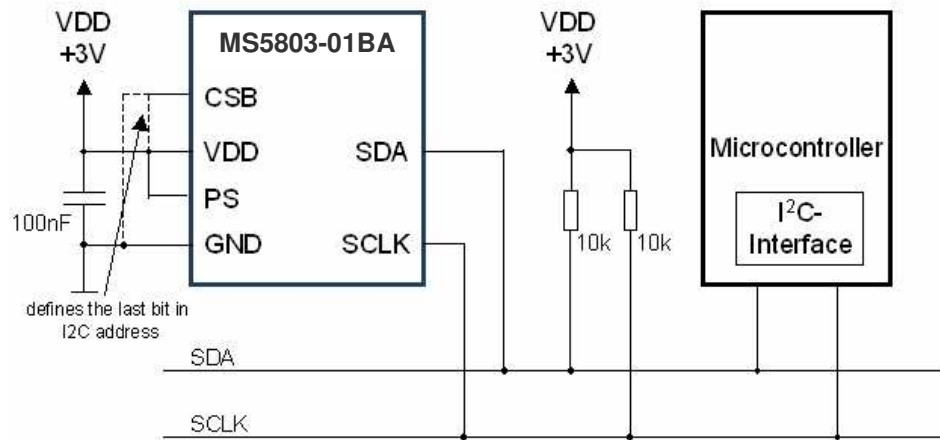 VDD
+3V
MS5803-01BA
CSB
VDD
PS
GND
SDA
SCLK
100nF
defines the last bit in
I2C address
VDD
+3V
10k
10k
Microcontroller
I²C-
Interface
SDA
SCLK